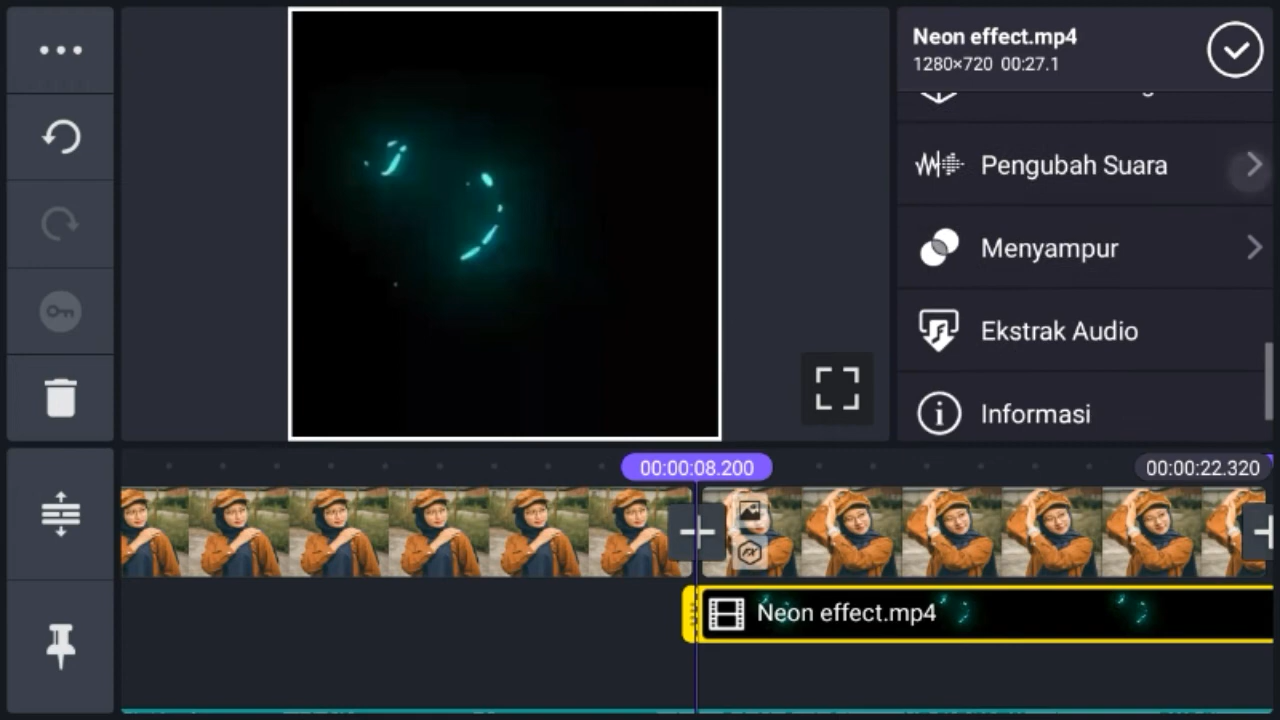 Neon effect.mp4
1280×720 00:27.1
Pengubah Suara
Menyampur
Ekstrak Audio
Informasi
00:00:08.200
00:00:22.320
Neon effect.mp4